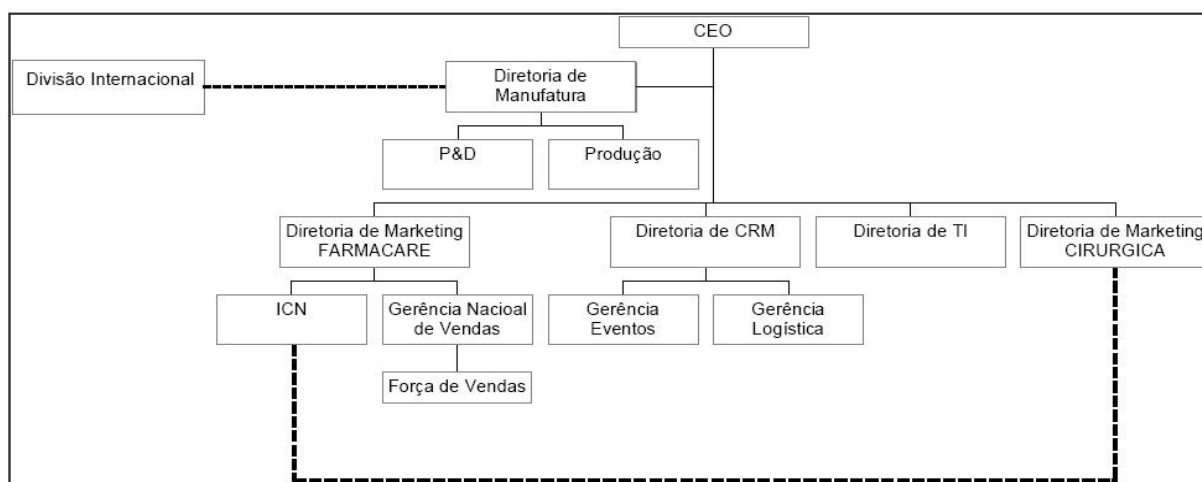 CEO
Divisão Internacional
Diretoria de
Manufatura
P&D
Produção
Diretoria de Marketing
FARMACARE
Diretoria de CRM
Diretoria de TI
Diretoria de Marketing
CIRURGICA
ICN
Gerência Nacioal
de Vendas
Gerência
Eventos
Gerência
Logística
Força de Vendas